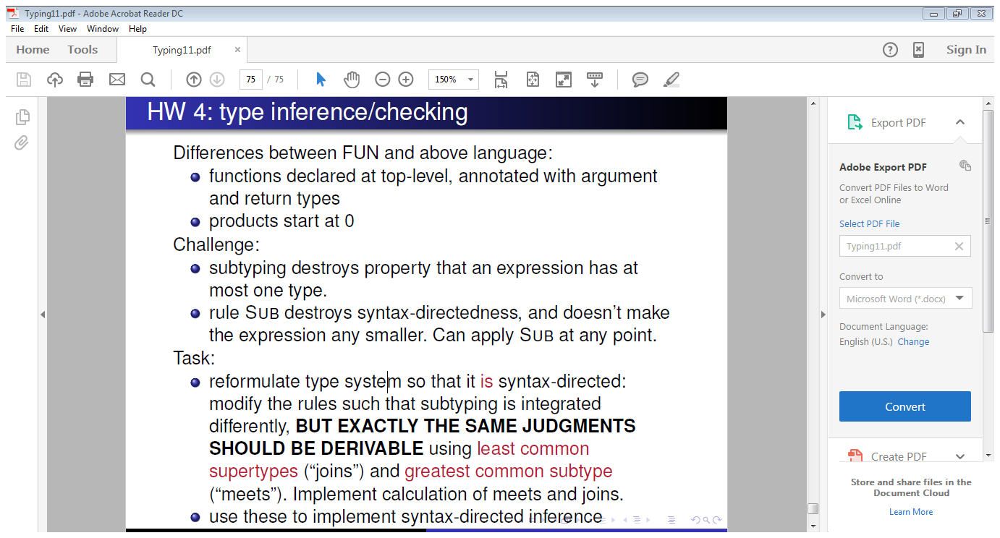 Typing11.pdf - Adobe Acrobat Reader DC
File Edit View Window Help
Home Tools Typing11.pdf × ? Sign In
75 / 75 150%
HW 4: type inference/checking
Differences between FUN and above language:
functions declared at top-level, annotated with argument
and return types
products start at 0
Challenge:
subtyping destroys property that an expression has at
most one type.
rule SUB destroys syntax-directedness, and doesn't make
the expression any smaller. Can apply SUB at any point.
Task:
reformulate type system so that it is syntax-directed:
modify the rules such that subtyping is integrated
differently, BUT EXACTLY THE SAME JUDGMENTS
SHOULD BE DERIVABLE using least common
supertypes (“joins”) and greatest common subtype
(“meets”). Implement calculation of meets and joins.
use these to implement syntax-directed inference
Export PDF
Adobe Export PDF
Convert PDF Files to Word
or Excel Online
Select PDF File
Typing11.pdf
Convert to
Microsoft Word (*.docx)
Document Language:
English (U.S.) Change
Convert
Create PDF
Store and share files in the
Document Cloud
Learn More